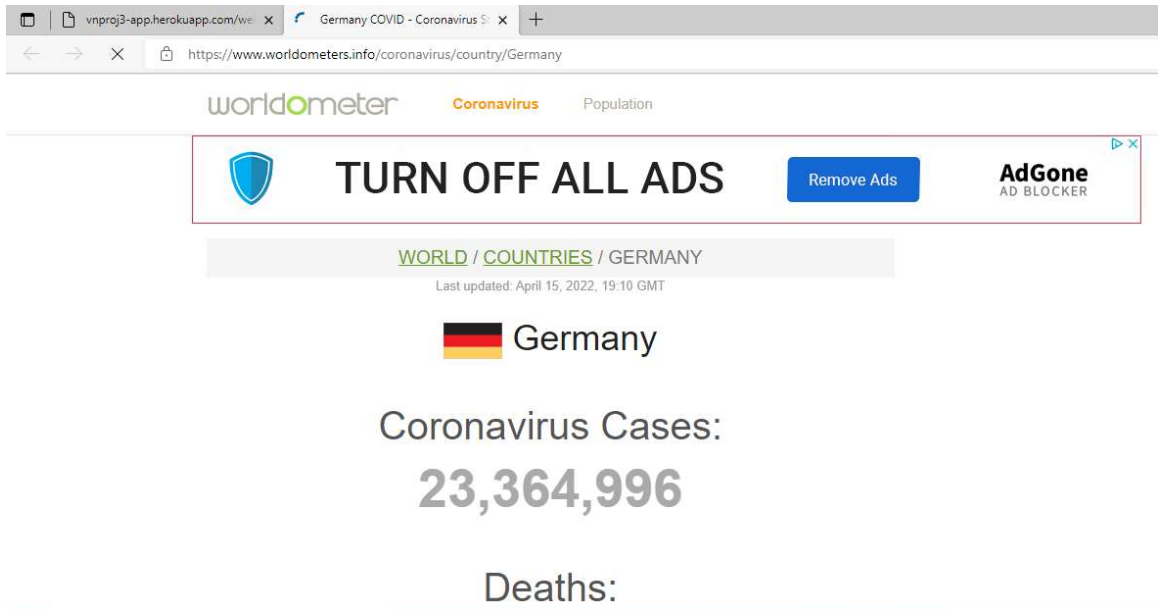 vnproj3-app.herokuapp.com/we
Germany COVID - Coronavirus S
https://www.worldometers.info/coronavirus/country/Germany
worldometer Coronavirus Population
TURN OFF ALL ADS Remove Ads AdGone
AD BLOCKER
WORLD / COUNTRIES / GERMANY
Last updated: April 15, 2022, 19:10 GMT
Germany
Coronavirus Cases:
23,364,996
Deaths: